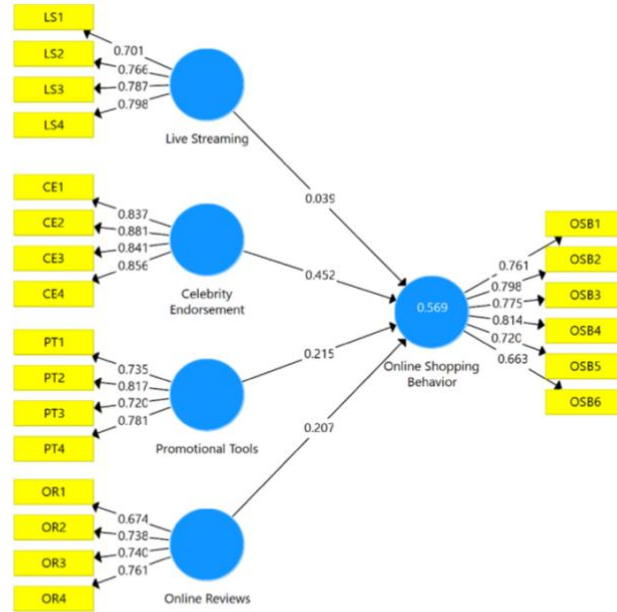 LS1
LS2
LS3
LS4
0.701
0.766
0.787
0.798
Live Streaming
0.039
CE1
CE2
CE3
CE4
0.837
0.881
0.841
0.856
Celebrity
Endorsement
0.452
PT1
PT2
PT3
PT4
0.735
0.817
0.720
0.781
Promotional Tools
0.215
OR1
OR2
OR3
OR4
0.674
0.738
0.740
0.761
Online Reviews
0.207
0.569
Online Shopping
Behavior
0.761
0.798
0.775
0.814
0.720
0.663
OSB1
OSB2
OSB3
OSB4
OSB5
OSB6